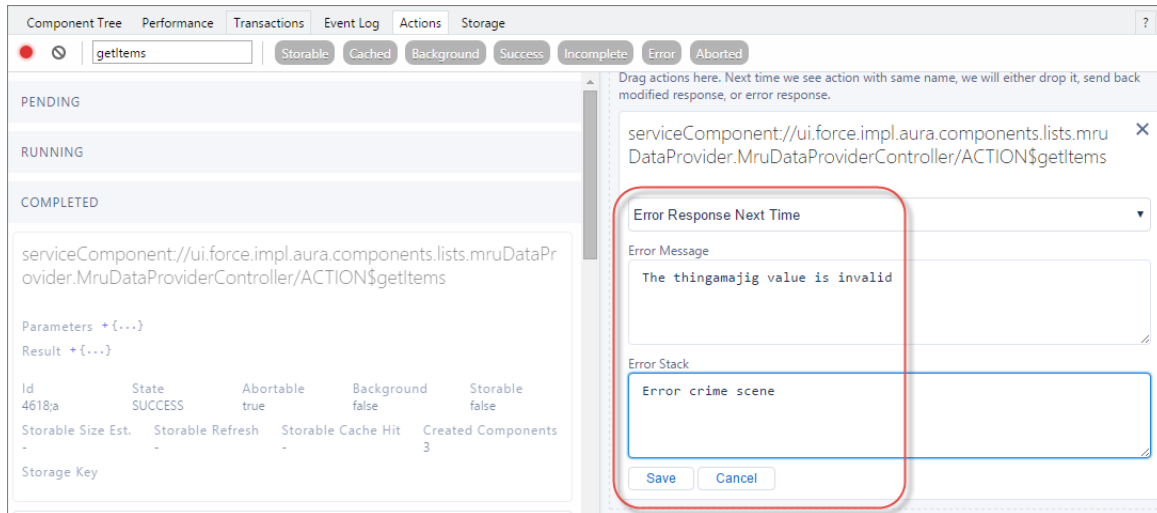 Component Tree Performance Transactions Event Log Actions Storage ?
getItems Storable Cached Background Success Incomplete Error Aborted
PENDING
RUNNING
COMPLETED
serviceComponent://ui.force.impl.aura.components.lists.mruDataPr
ovider.MruDataProviderController/ACTION$getItems
Parameters +{...}
Result +{...}
Id State Abortable Background Storable
4618;a SUCCESS true false false
Storable Size Est. Storable Refresh Storable Cache Hit Created Components
- - - 3
Storage Key
Drag actions here. Next time we see action with same name, we will either drop it, send back
modified response, or error response.
serviceComponent://ui.force.impl.aura.components.lists.mru
DataProvider.MruDataProviderController/ACTION$getItems
Error Response Next Time
Error Message
The thingamajig value is invalid
Error Stack
Error crime scene
Save Cancel